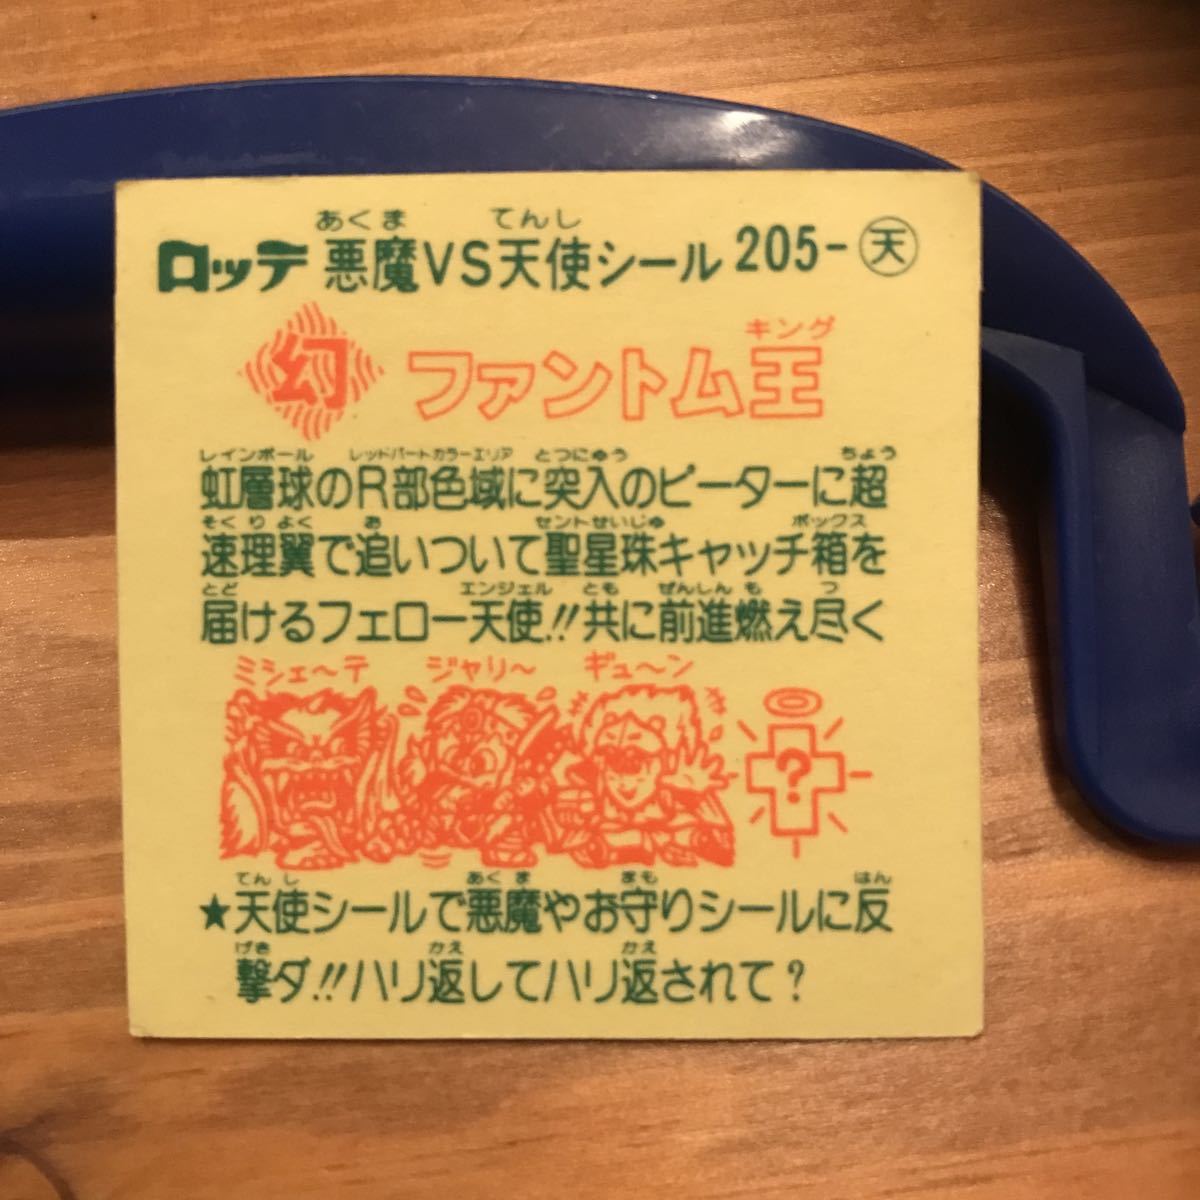 あくま てんし
ロッテ 悪魔VS天使シール 205-天
キング
幻 ファントム王
レインボール レッドパートカラーエリア とつにゅう ちょう
虹層球のR部色域に突入のピーターに超
そくりよく お セントせいじゅ ボックス
速理翼で追いついて聖星珠キャッチ箱を
とど エンジェル とも ぜんしん も つ
届けるフェロー天使!!共に前進燃え尽く
ミシェ〜テ ジャリ〜 ギュ〜ン
?
てんし あくま まも はん
★天使シールで悪魔やお守りシールに反
げき かえ かえ
撃ダ!!ハリ返してハリ返されて?